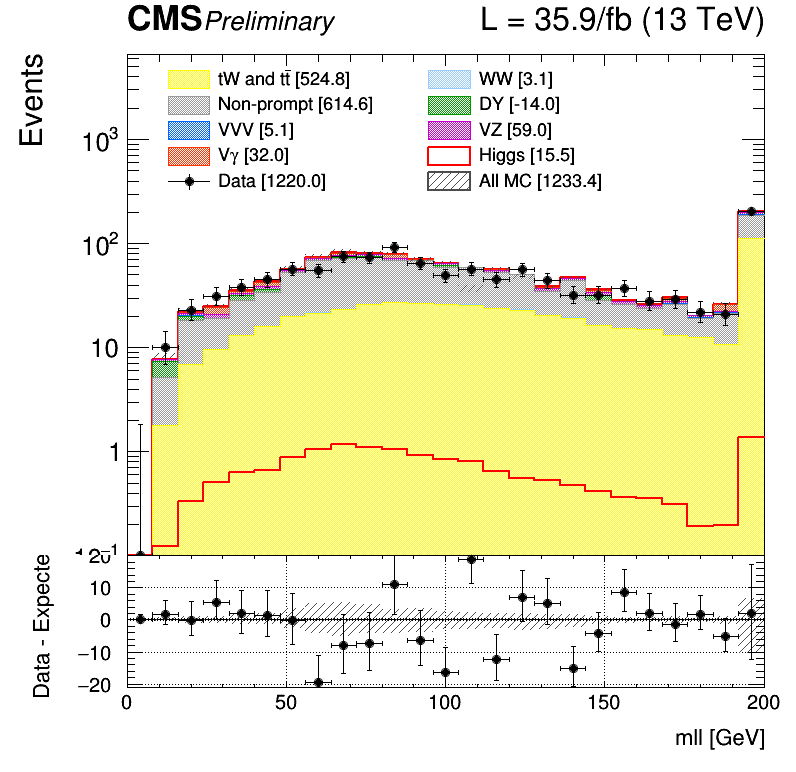 CMS Preliminary L = 35.9/fb (13 TeV)
Events
tW and tt̄ [524.8] WW [3.1]
Non-prompt [614.6] DY [-14.0]
VVV [5.1] VZ [59.0]
Vγ [32.0] Higgs [15.5]
Data [1220.0] All MC [1233.4]
10³
10²
10
1
Data - Expecte
10
0
−10
−20
0 50 100 150 200
mll [GeV]